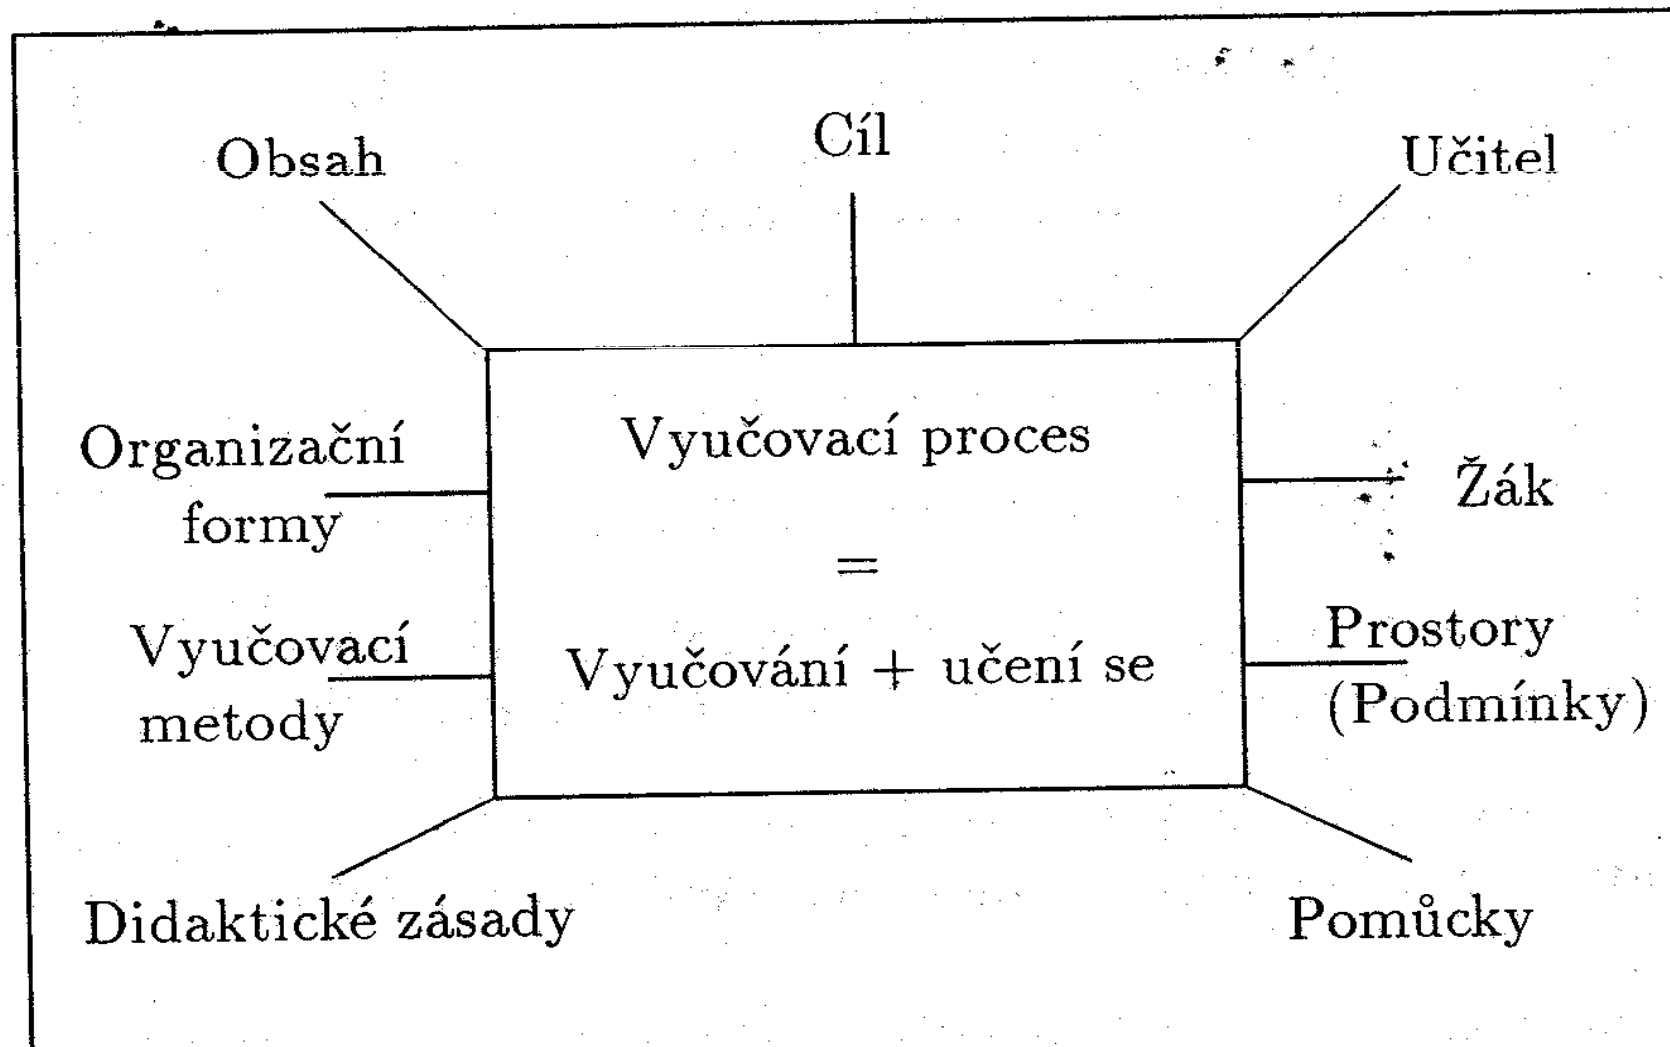 Obsah
Cíl
Učitel
Organizační
formy
Vyučovací
metody
Didaktické zásady
Vyučovací proces
=
Vyučování + učení se
Žák
Prostory
(Podmínky)
Pomůcky